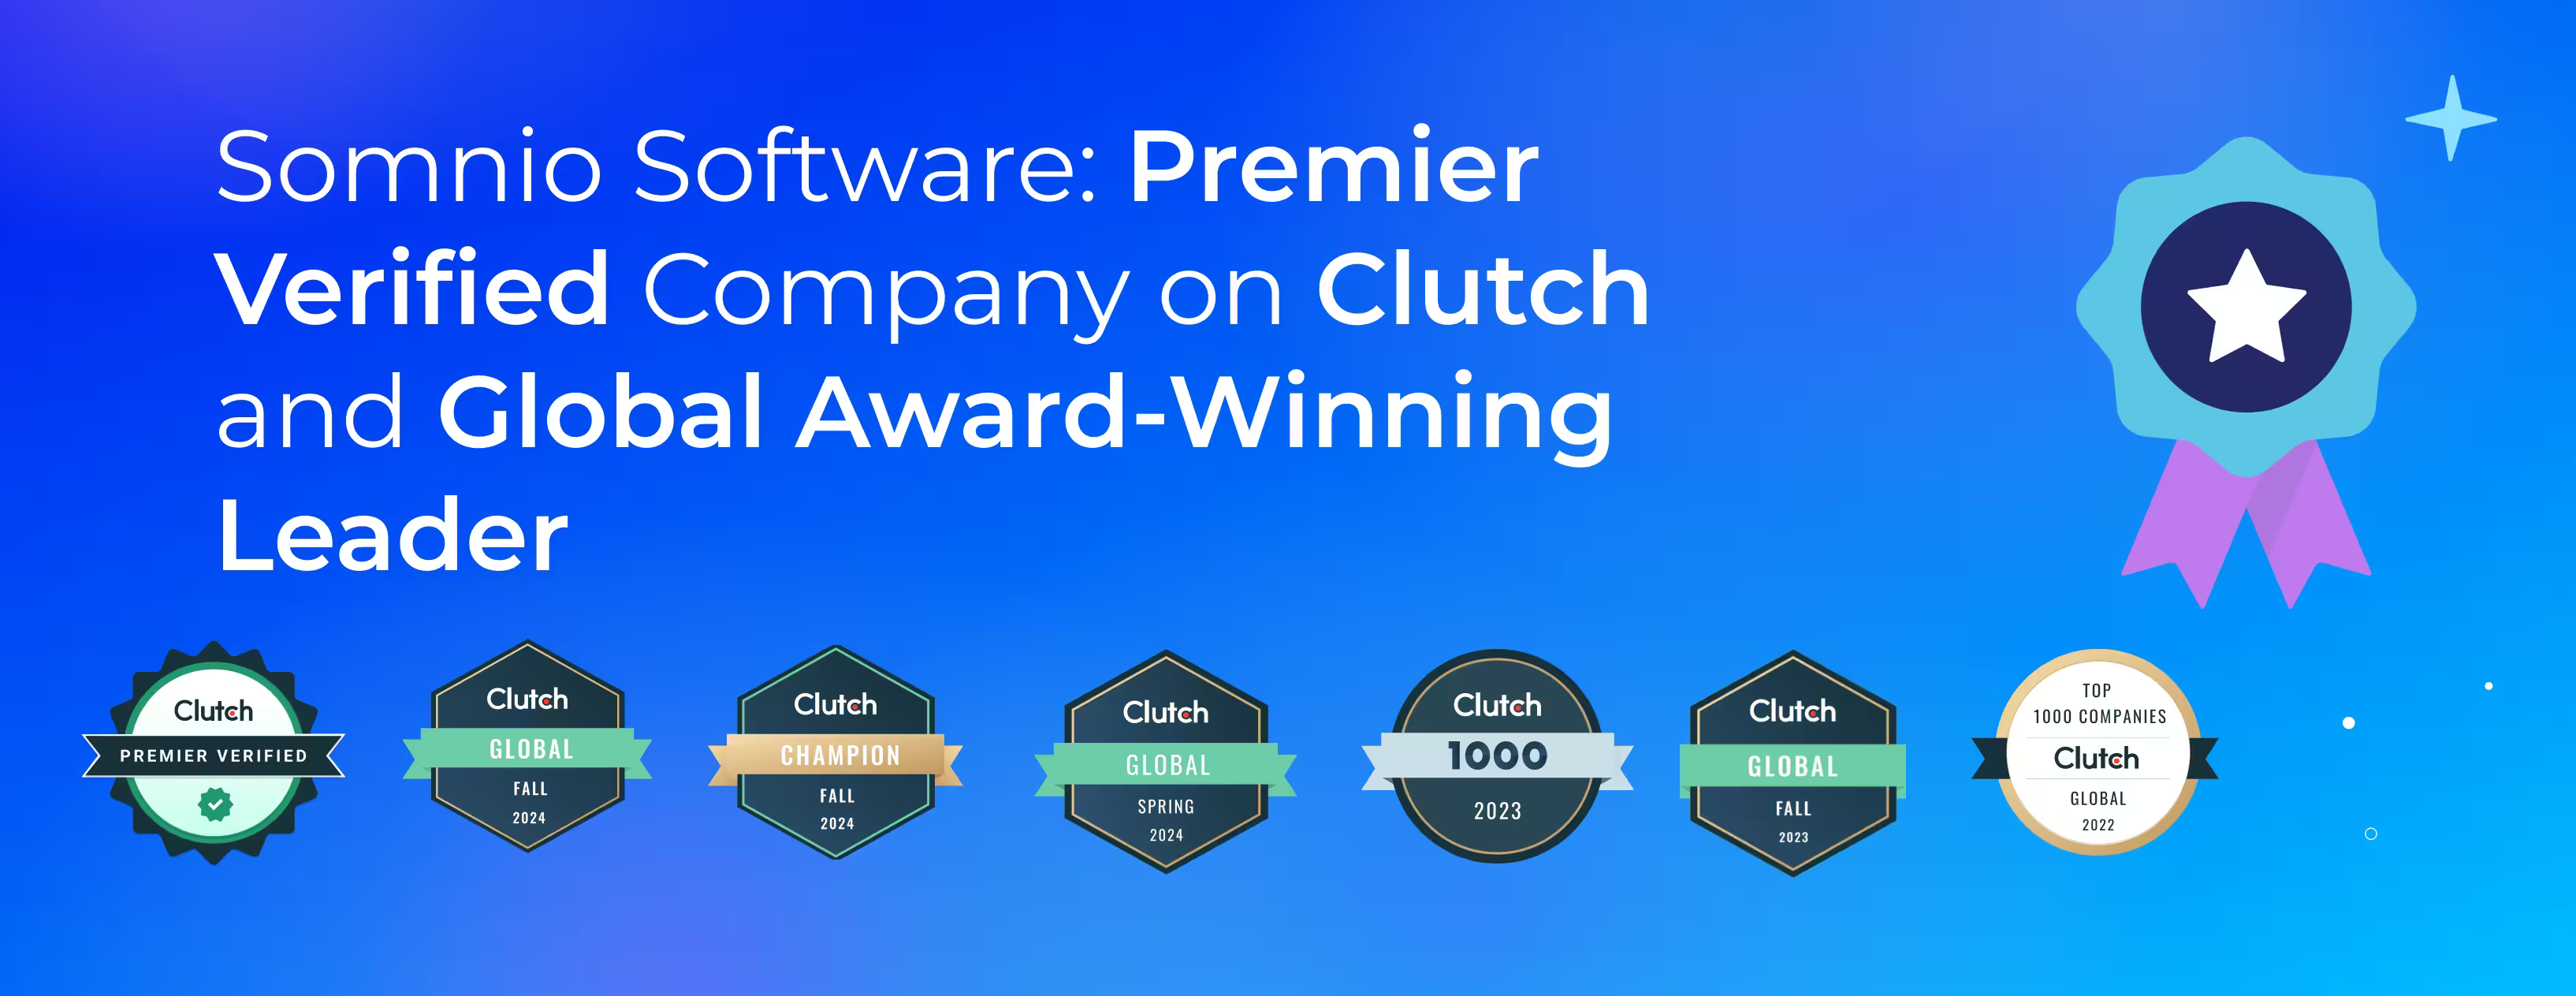 Somnio Software: Premier
Verified Company on Clutch
and Global Award-Winning
Leader
Clutch
PREMIER VERIFIED
Clutch
GLOBAL
FALL
2024
Clutch
CHAMPION
FALL
2024
Clutch
GLOBAL
SPRING
2024
Clutch
1000
2023
Clutch
GLOBAL
FALL
2023
TOP
1000 COMPANIES
Clutch
GLOBAL
2022